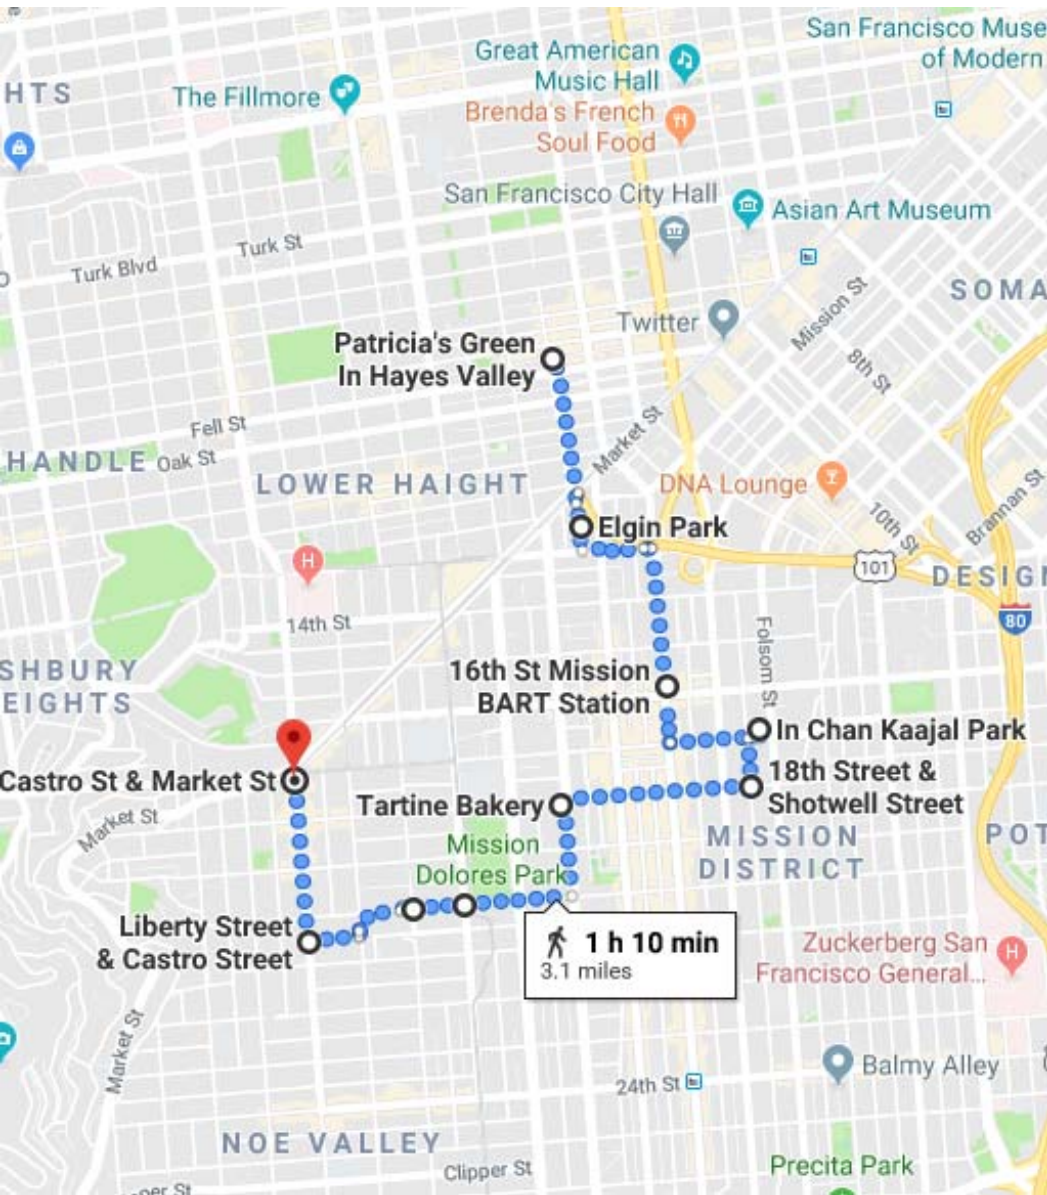 San Francisco Muse
of Modern
Great American
Music Hall
HTS
The Fillmore
Brenda's French
Soul Food
San Francisco City Hall
Asian Art Museum
Turk St
Turk Blvd
Mission St
SOMA
Twitter
Patricia's Green
In Hayes Valley
8th St
Fell St
Market St
HANDLE
Oak St
LOWER HAIGHT
DNA Lounge
Brannan St
10th St
Elgin Park
H
101
DESIGN
80
14th St
Folsom St
SHBURY
EIGHTS
16th St Mission
BART Station
In Chan Kaajal Park
Castro St & Market St
18th Street &
Shotwell Street
Tartine Bakery
Market St
MISSION
DISTRICT
POT
Mission
Dolores Park
Liberty Street
& Castro Street
1 h 10 min
3.1 miles
Zuckerberg San
Francisco General...
H
Market St
Balmy Alley
24th St
NOE VALLEY
Clipper St
Precita Park
per St